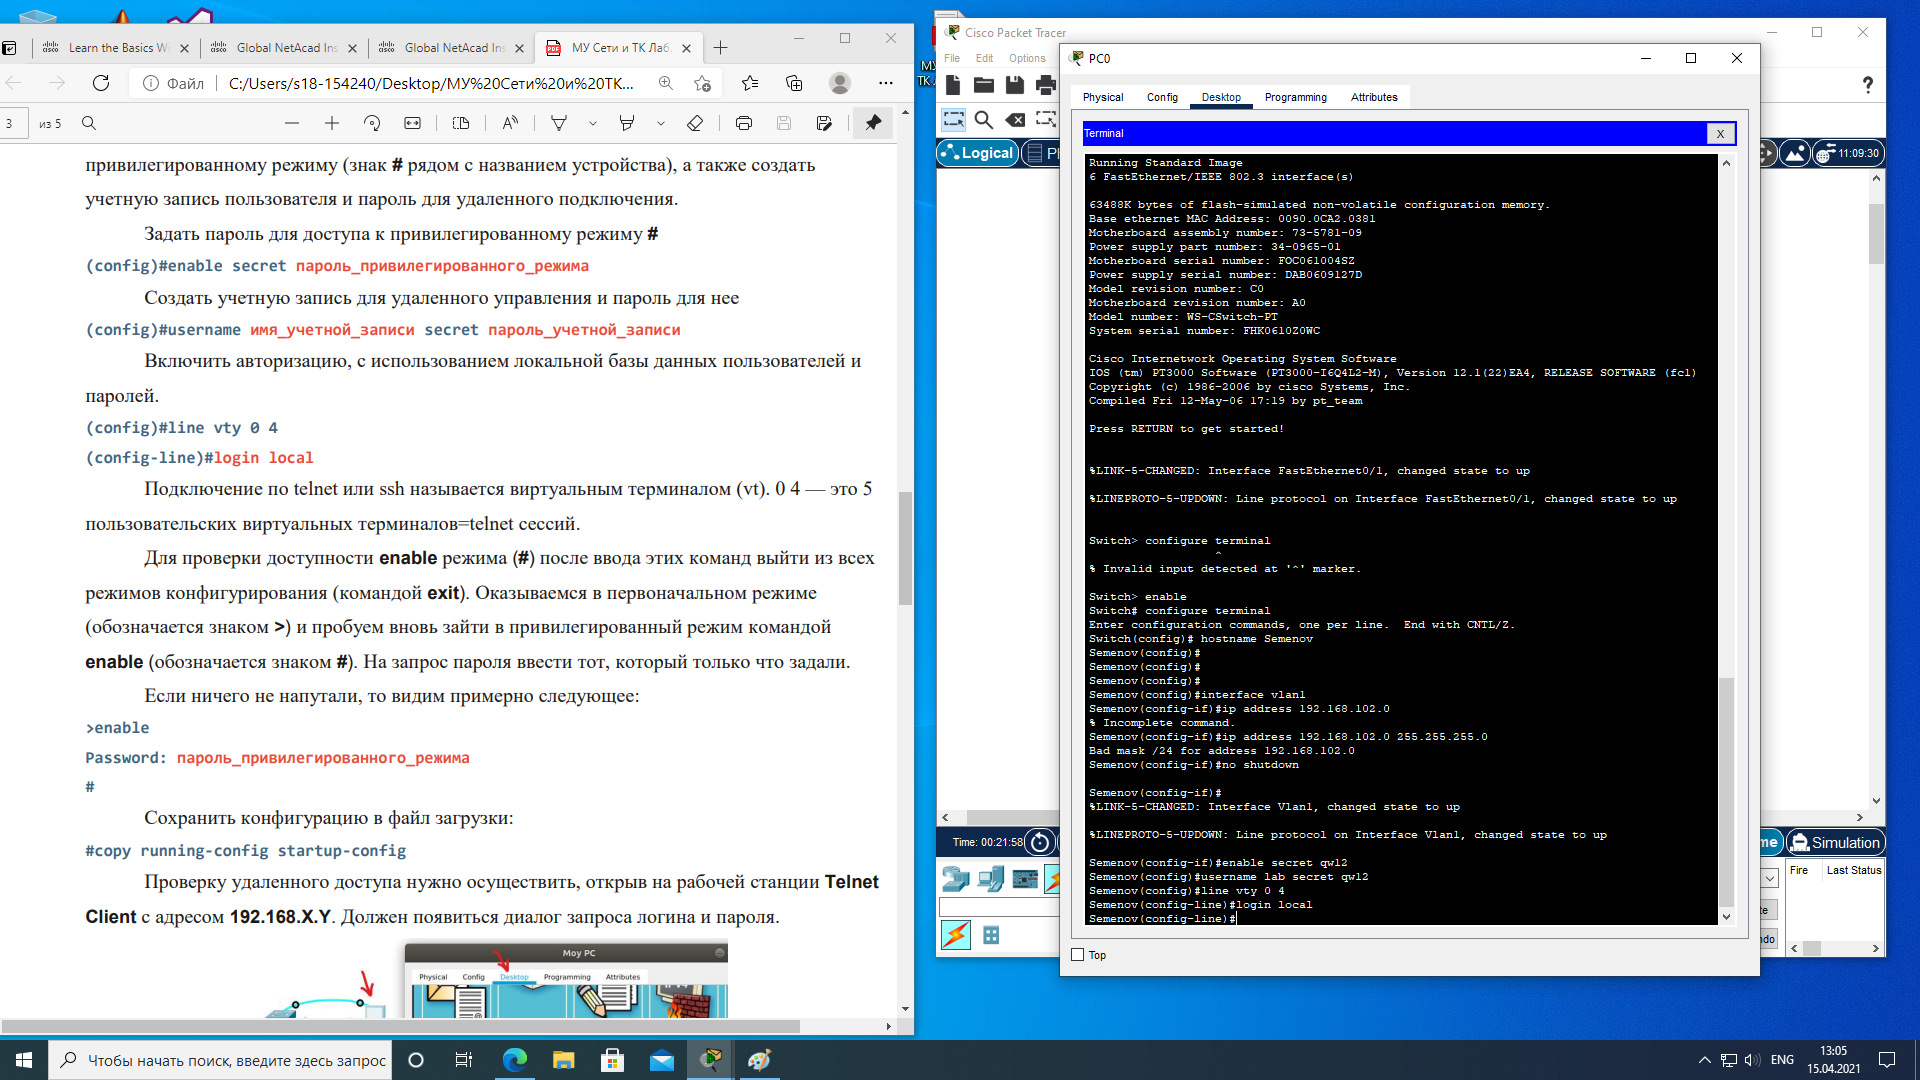 Learn the Basics Wi
Global NetAcad Ins
Global NetAcad Ins
МУ Сети и ТК Лаб
Файл
C:/Users/s18-154240/Desktop/МУ%20Сети%20и%20ТК...
3
из 5
привилегированному режиму (знак # рядом с названием устройства), а также создать
учетную запись пользователя и пароль для удаленного подключения.
Задать пароль для доступа к привилегированному режиму #
(config)#enable secret пароль_привилегированного_режима
Создать учетную запись для удаленного управления и пароль для нее
(config)#username имя_учетной_записи secret пароль_учетной_записи
Включить авторизацию, с использованием локальной базы данных пользователей и
паролей.
(config)#line vty 0 4
(config-line)#login local
Подключение по telnet или ssh называется виртуальным терминалом (vt). 0 4 — это 5
пользовательских виртуальных терминалов=telnet сессий.
Для проверки доступности enable режима (#) после ввода этих команд выйти из всех
режимов конфигурирования (командой exit). Оказываемся в первоначальном режиме
(обозначается знаком >) и пробуем вновь зайти в привилегированный режим командой
enable (обозначается знаком #). На запрос пароля ввести тот, который только что задали.
Если ничего не напутали, то видим примерно следующее:
>enable
Password: пароль_привилегированного_режима
#
Сохранить конфигурацию в файл загрузки:
#copy running-config startup-config
Проверку удаленного доступа нужно осуществить, открыв на рабочей станции Telnet
Client с адресом 192.168.X.Y. Должен появиться диалог запроса логина и пароля.
Moy PC
Physical Config Desktop Programming Attributes
Cisco Packet Tracer
File Edit Options
Logical
11:09:30
Time: 00:21:58
Simulation
Fire Last Status
PC0
Physical Config Desktop Programming Attributes
Terminal
X
Running Standard Image
6 FastEthernet/IEEE 802.3 interface(s)
63488K bytes of flash-simulated non-volatile configuration memory.
Base ethernet MAC Address: 0090.0CA2.0381
Motherboard assembly number: 73-5781-09
Power supply part number: 34-0965-01
Motherboard serial number: FOC061004SZ
Power supply serial number: DAB0609127D
Model revision number: C0
Motherboard revision number: A0
Model number: WS-CSwitch-PT
System serial number: FHK0610Z0WC
Cisco Internetwork Operating System Software
IOS (tm) PT3000 Software (PT3000-I6Q4L2-M), Version 12.1(22)EA4, RELEASE SOFTWARE (fc1)
Copyright (c) 1986-2006 by cisco Systems, Inc.
Compiled Fri 12-May-06 17:19 by pt_team
Press RETURN to get started!
%LINK-5-CHANGED: Interface FastEthernet0/1, changed state to up
%LINEPROTO-5-UPDOWN: Line protocol on Interface FastEthernet0/1, changed state to up
Switch> configure terminal
^
% Invalid input detected at '^' marker.
Switch> enable
Switch# configure terminal
Enter configuration commands, one per line.  End with CNTL/Z.
Switch(config)# hostname Semenov
Semenov(config)#
Semenov(config)#
Semenov(config)#
Semenov(config)#interface vlan1
Semenov(config-if)#ip address 192.168.102.0
% Incomplete command.
Semenov(config-if)#ip address 192.168.102.0 255.255.255.0
Bad mask /24 for address 192.168.102.0
Semenov(config-if)#no shutdown
Semenov(config-if)#
%LINK-5-CHANGED: Interface Vlan1, changed state to up
%LINEPROTO-5-UPDOWN: Line protocol on Interface Vlan1, changed state to up
Semenov(config-if)#enable secret qw12
Semenov(config)#username lab secret qw12
Semenov(config)#line vty 0 4
Semenov(config-line)#login local
Semenov(config-line)#
Top
Чтобы начать поиск, введите здесь запрос
ENG
13:05
15.04.2021